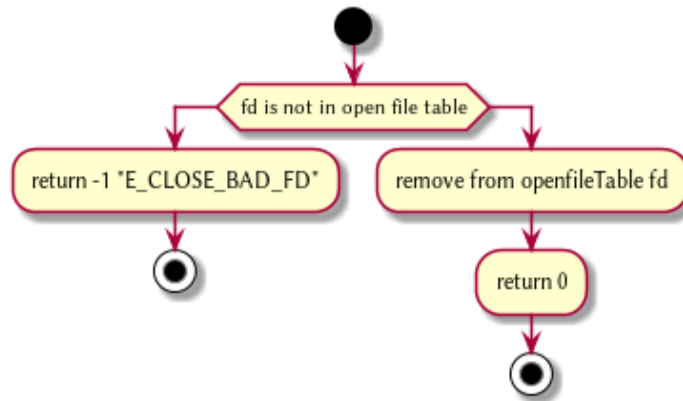 fd is not in open file table
return -1 "E_CLOSE_BAD_FD"
remove from openfileTable fd
return 0